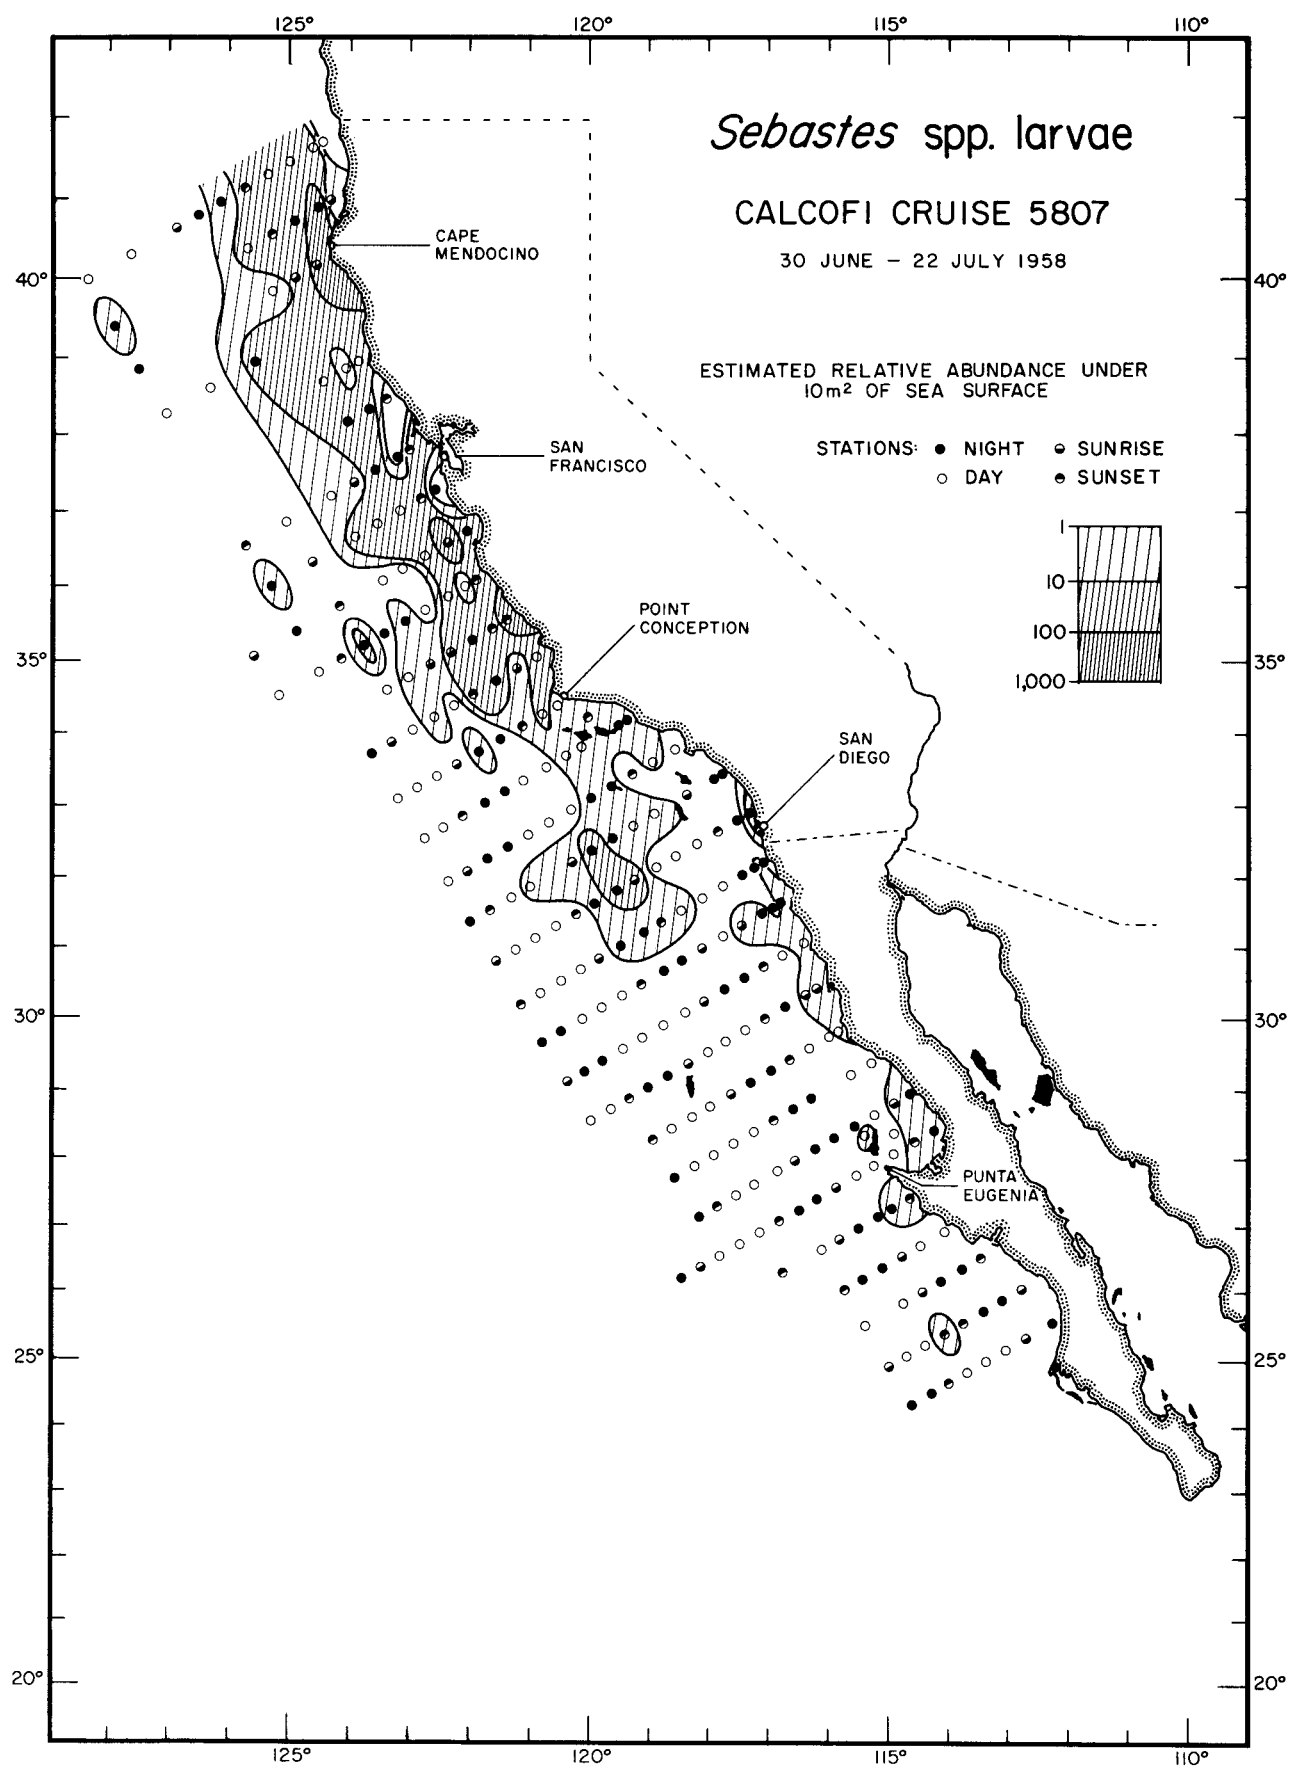 125° 120° 115° 110°
Sebastes spp. larvae
CALCOFI CRUISE 5807
30 JUNE – 22 JULY 1958
CAPE
MENDOCINO
40° 40°
ESTIMATED RELATIVE ABUNDANCE UNDER
10m² OF SEA SURFACE
STATIONS: ● NIGHT ◒ SUNRISE
○ DAY ◓ SUNSET
SAN
FRANCISCO
1
10
100
1,000
POINT
CONCEPTION
35° 35°
SAN
DIEGO
30° 30°
PUNTA
EUGENIA
25° 25°
20° 20°
125° 120° 115° 110°